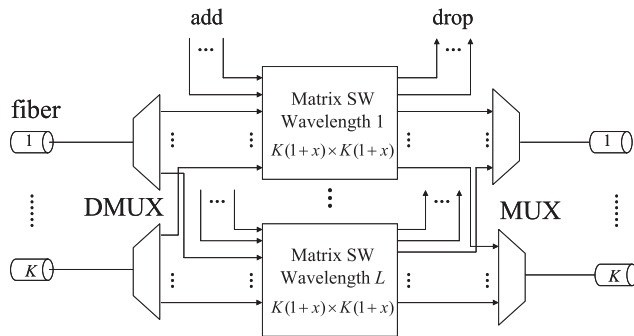 add
drop
fiber
Matrix SW
Wavelength 1
K(1+x)×K(1+x)
1
1
DMUX
MUX
Matrix SW
Wavelength L
K(1+x)×K(1+x)
K
K